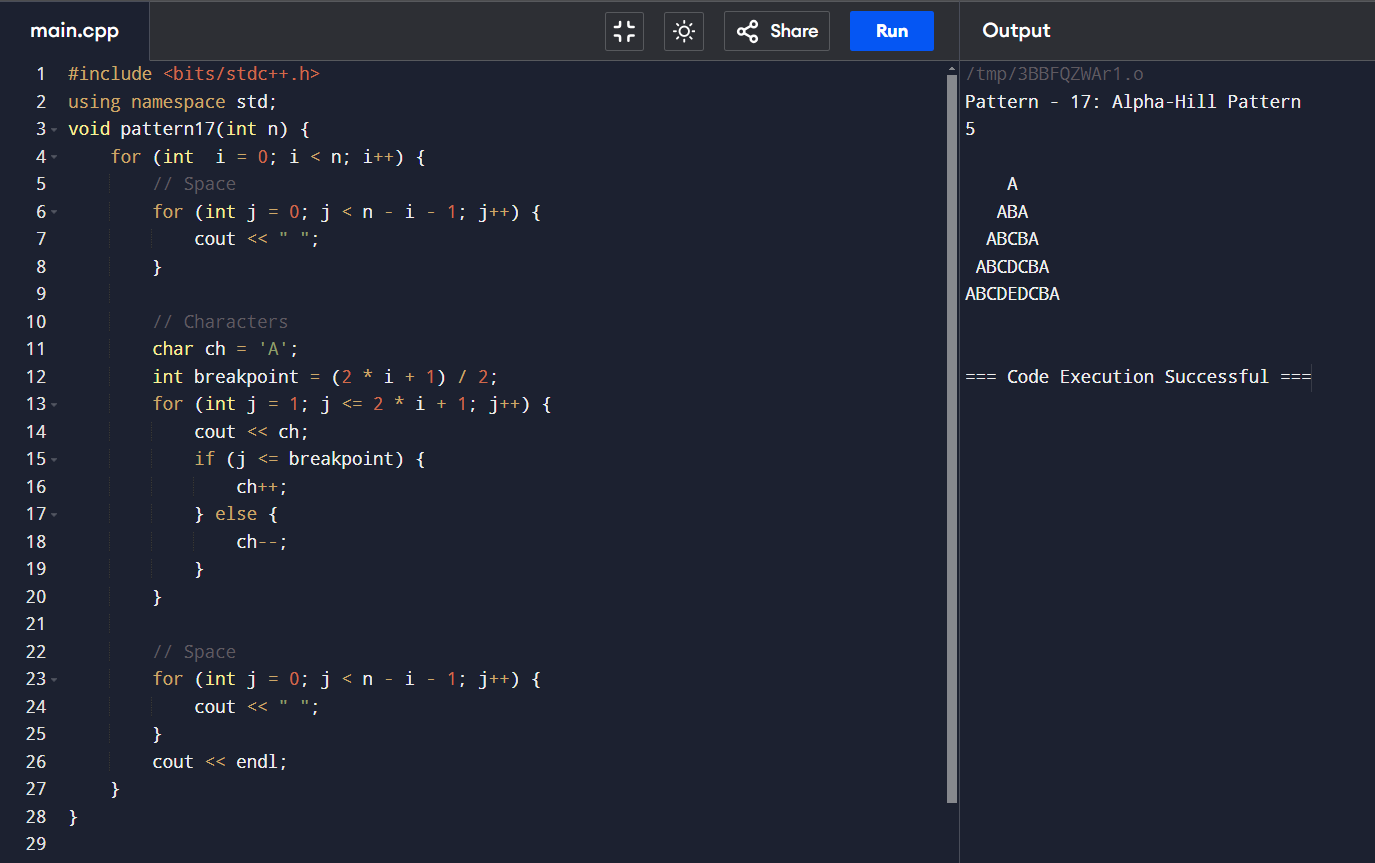 main.cpp
Share
Run
Output
1 #include <bits/stdc++.h>
2 using namespace std;
3 void pattern17(int n) {
4     for (int  i = 0; i < n; i++) {
5         // Space
6         for (int j = 0; j < n - i - 1; j++) {
7             cout << " ";
8         }
9
10         // Characters
11         char ch = 'A';
12         int breakpoint = (2 * i + 1) / 2;
13         for (int j = 1; j <= 2 * i + 1; j++) {
14             cout << ch;
15             if (j <= breakpoint) {
16                 ch++;
17             } else {
18                 ch--;
19             }
20         }
21
22         // Space
23         for (int j = 0; j < n - i - 1; j++) {
24             cout << " ";
25         }
26         cout << endl;
27     }
28 }
29
/tmp/3BBFQZWAr1.o
Pattern - 17: Alpha-Hill Pattern
5
    A
   ABA
  ABCBA
 ABCDCBA
ABCDEDCBA
=== Code Execution Successful ===